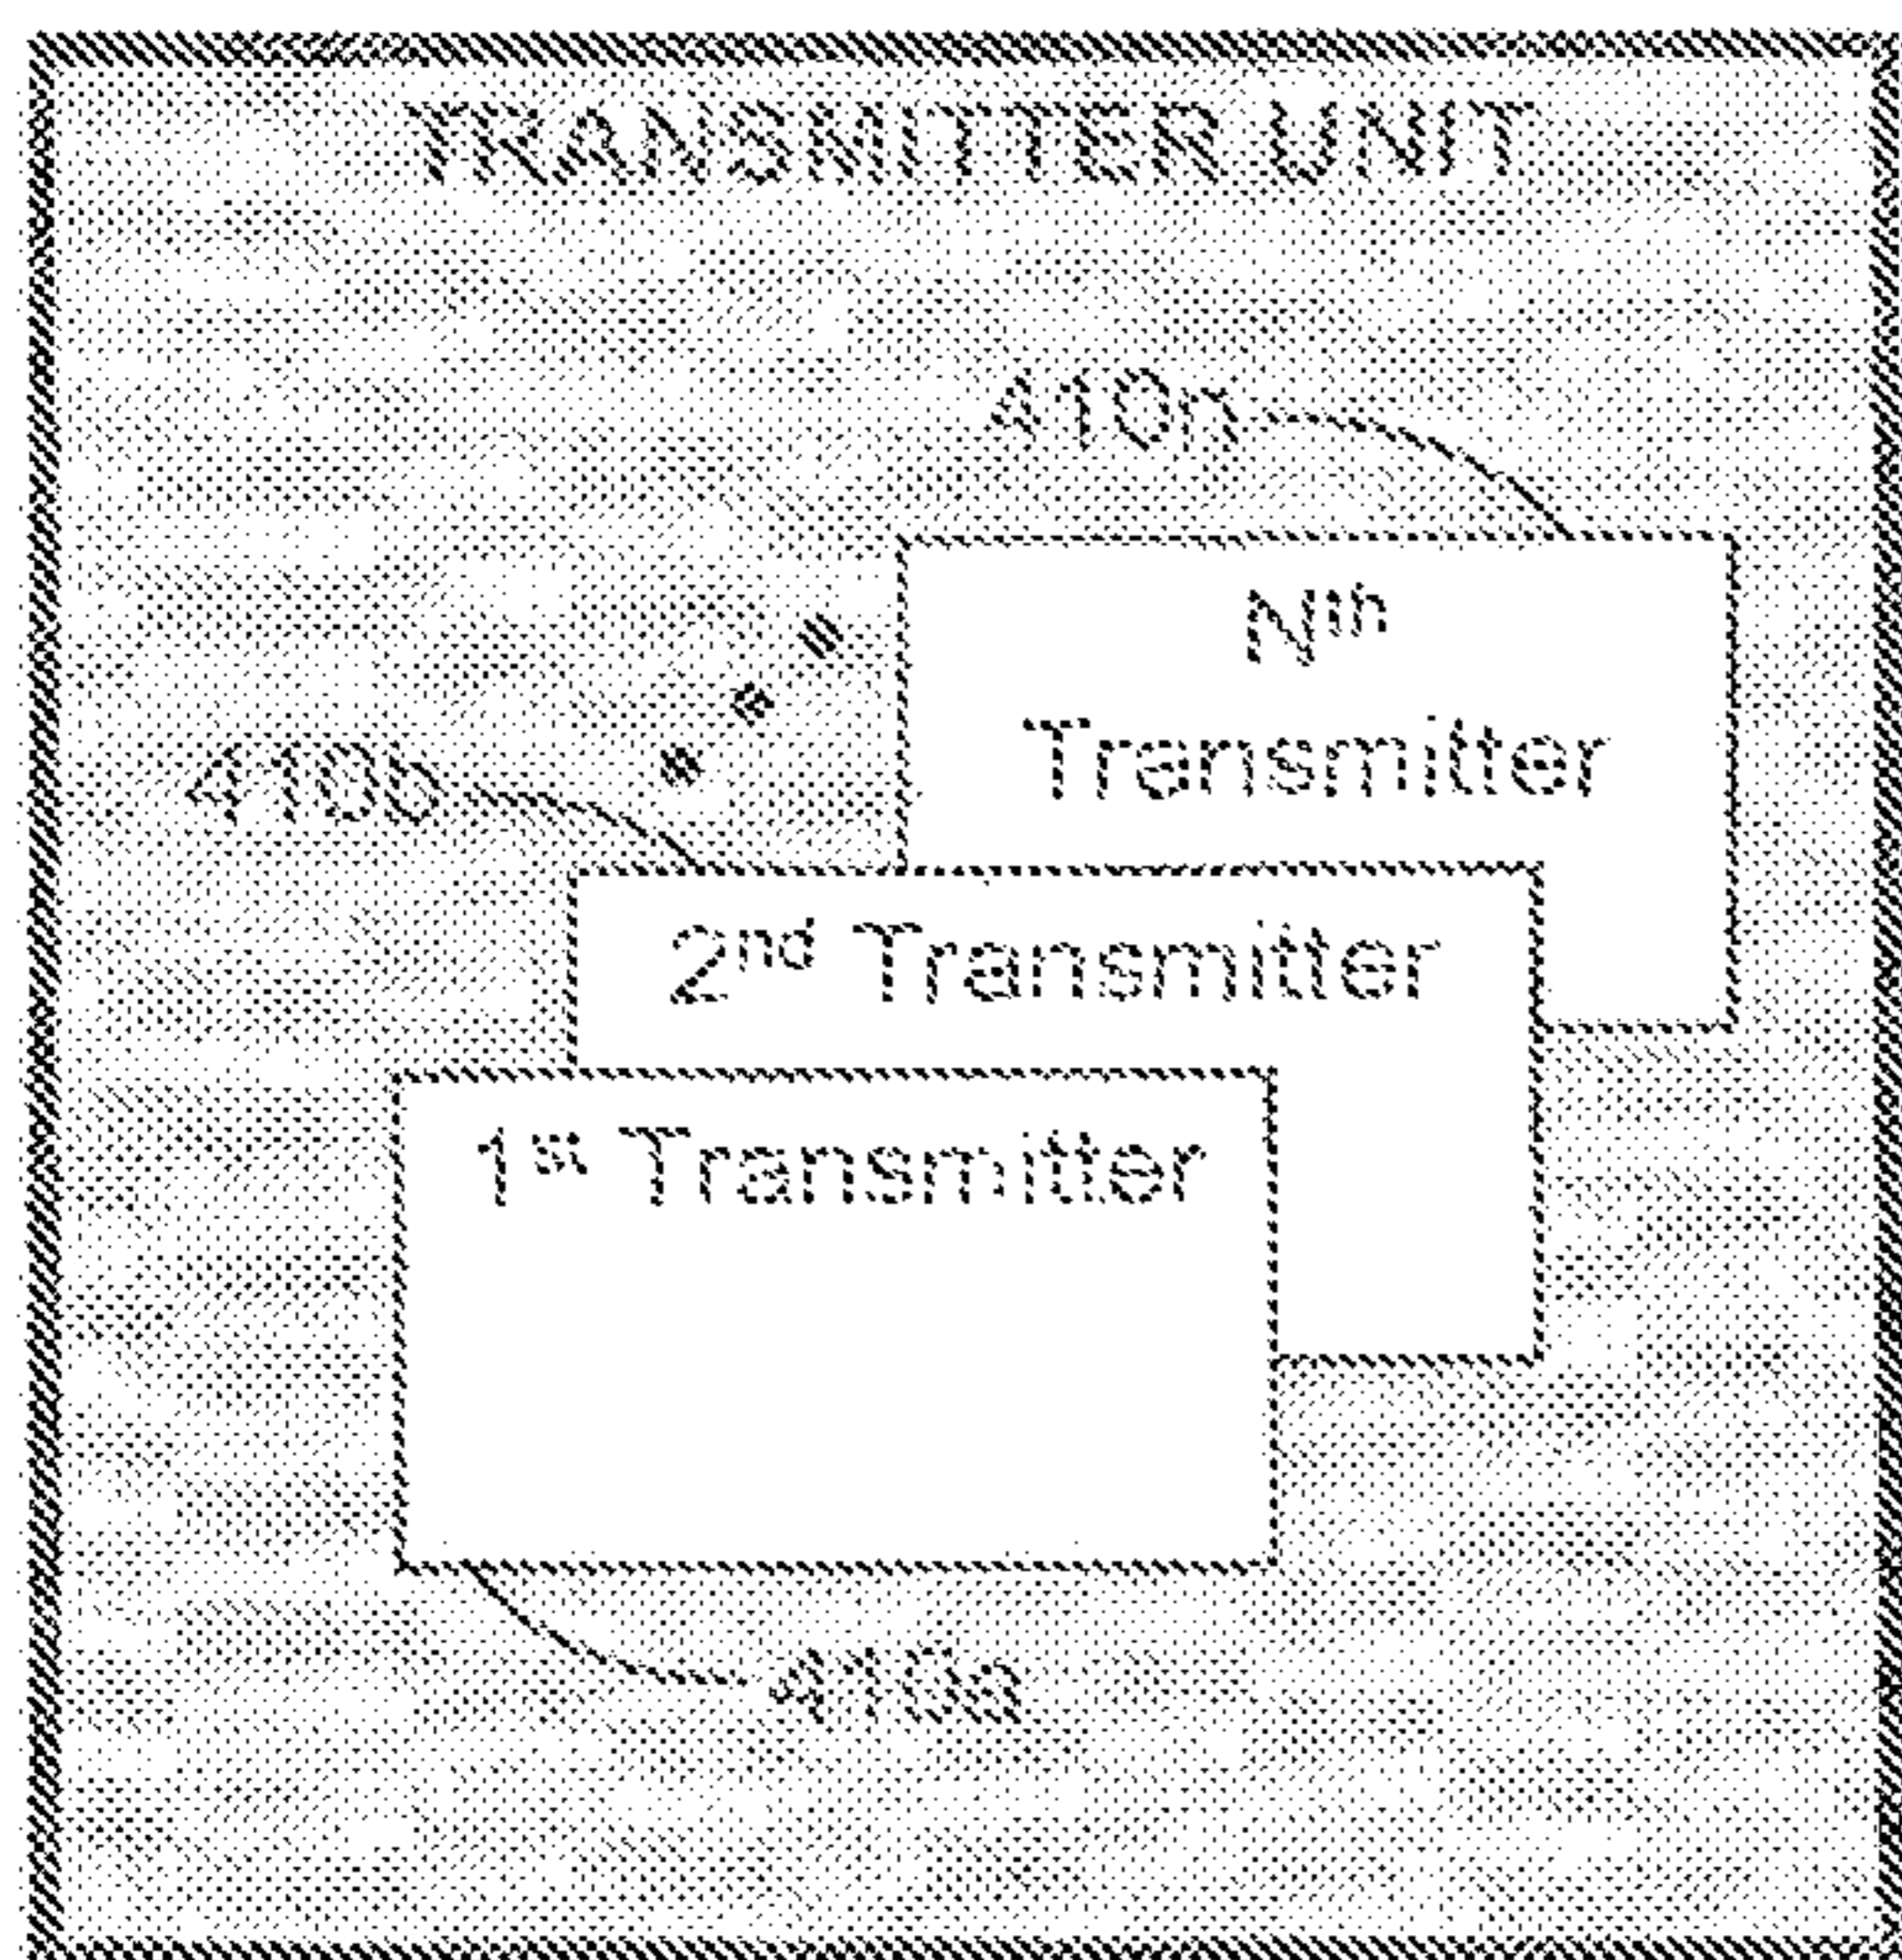 TRANSMITTER UNIT
410n
Nth
Transmitter
410b
2nd Transmitter
1st Transmitter
410a